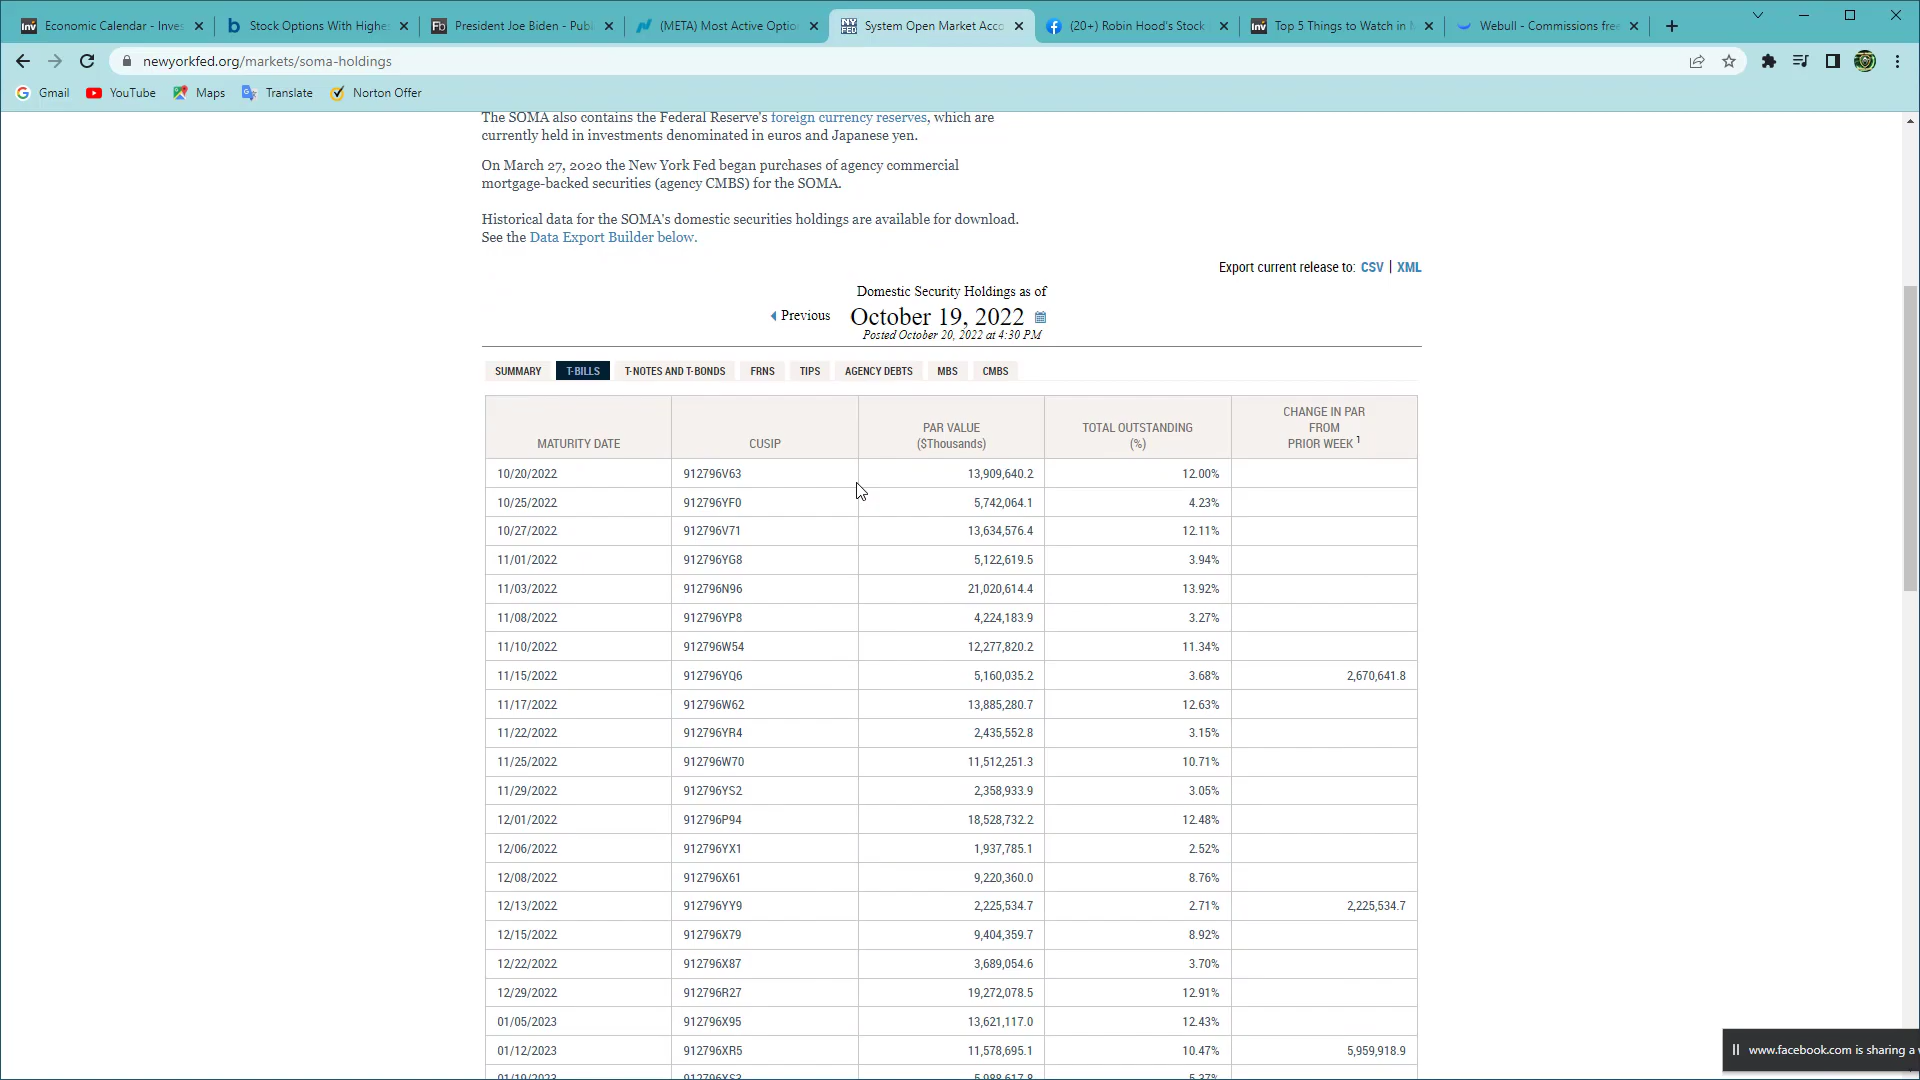 Economic Calendar - Inves
Stock Options With Highe
President Joe Biden - Publ
(META) Most Active Optio
System Open Market Acco
(20+) Robin Hood's Stock
Top 5 Things to Watch in M
Webull - Commissions free
newyorkfed.org/markets/soma-holdings
Gmail
YouTube
Maps
Translate
Norton Offer
The SOMA also contains the Federal Reserve's foreign currency reserves, which are
currently held in investments denominated in euros and Japanese yen.
On March 27, 2020 the New York Fed began purchases of agency commercial
mortgage-backed securities (agency CMBS) for the SOMA.
Historical data for the SOMA's domestic securities holdings are available for download.
See the Data Export Builder below.
Export current release to: CSV | XML
Domestic Security Holdings as of
Previous October 19, 2022
Posted October 20, 2022 at 4:30 PM
SUMMARY T-BILLS T-NOTES AND T-BONDS FRNS TIPS AGENCY DEBTS MBS CMBS
MATURITY DATE CUSIP PAR VALUE ($Thousands) TOTAL OUTSTANDING (%) CHANGE IN PAR FROM PRIOR WEEK 1
10/20/2022 912796V63 13,909,640.2 12.00%
10/25/2022 912796YF0 5,742,064.1 4.23%
10/27/2022 912796V71 13,634,576.4 12.11%
11/01/2022 912796YG8 5,122,619.5 3.94%
11/03/2022 912796N96 21,020,614.4 13.92%
11/08/2022 912796YP8 4,224,183.9 3.27%
11/10/2022 912796W54 12,277,820.2 11.34%
11/15/2022 912796YQ6 5,160,035.2 3.68% 2,670,641.8
11/17/2022 912796W62 13,885,280.7 12.63%
11/22/2022 912796YR4 2,435,552.8 3.15%
11/25/2022 912796W70 11,512,251.3 10.71%
11/29/2022 912796YS2 2,358,933.9 3.05%
12/01/2022 912796P94 18,528,732.2 12.48%
12/06/2022 912796YX1 1,937,785.1 2.52%
12/08/2022 912796X61 9,220,360.0 8.76%
12/13/2022 912796YY9 2,225,534.7 2.71% 2,225,534.7
12/15/2022 912796X79 9,404,359.7 8.92%
12/22/2022 912796X87 3,689,054.6 3.70%
12/29/2022 912796R27 19,272,078.5 12.91%
01/05/2023 912796X95 13,621,117.0 12.43%
01/12/2023 912796XR5 11,578,695.1 10.47% 5,959,918.9
01/19/2023 912796XS3 5,988,617.8 5.37%
www.facebook.com is sharing a